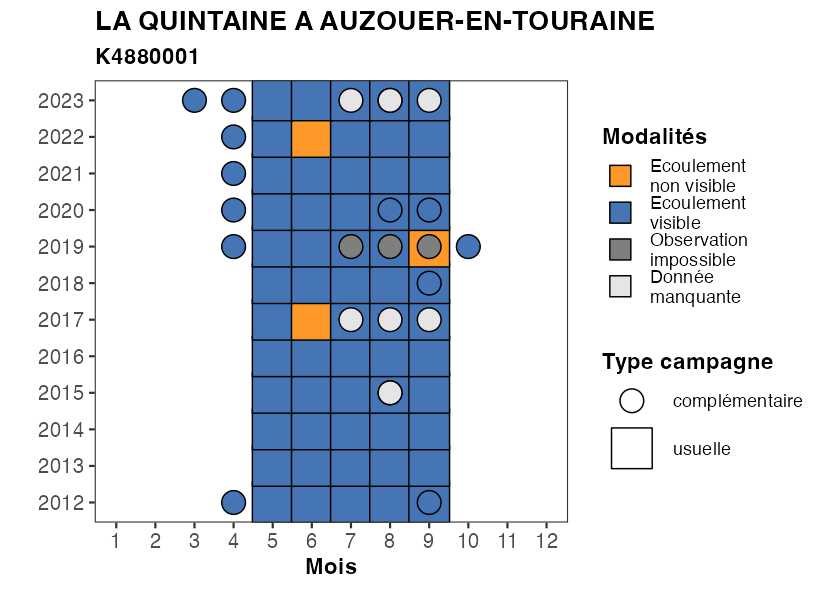 LA QUINTAINE A AUZOUER-EN-TOURAINE
K4880001
2023
2022
2021
2020
2019
2018
2017
2016
2015
2014
2013
2012
1 2 3 4 5 6 7 8 9 10 11 12
Mois
Modalités
Ecoulement
non visible
Ecoulement
visible
Observation
impossible
Donnée
manquante
Type campagne
complémentaire
usuelle